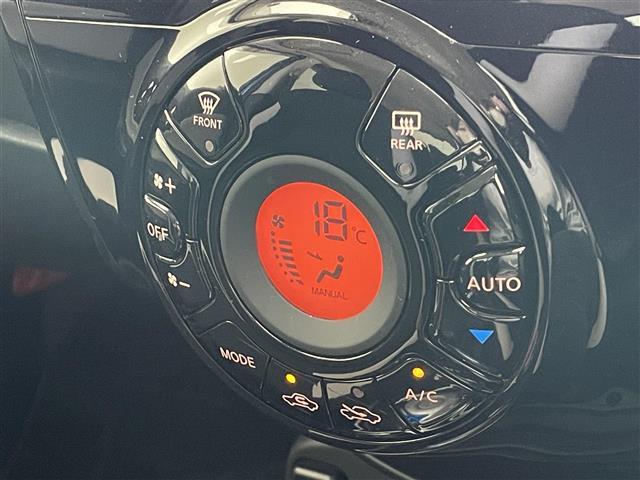 FRONT
REAR
+
OFF
−
18°C
MANUAL
AUTO
MODE
A/C